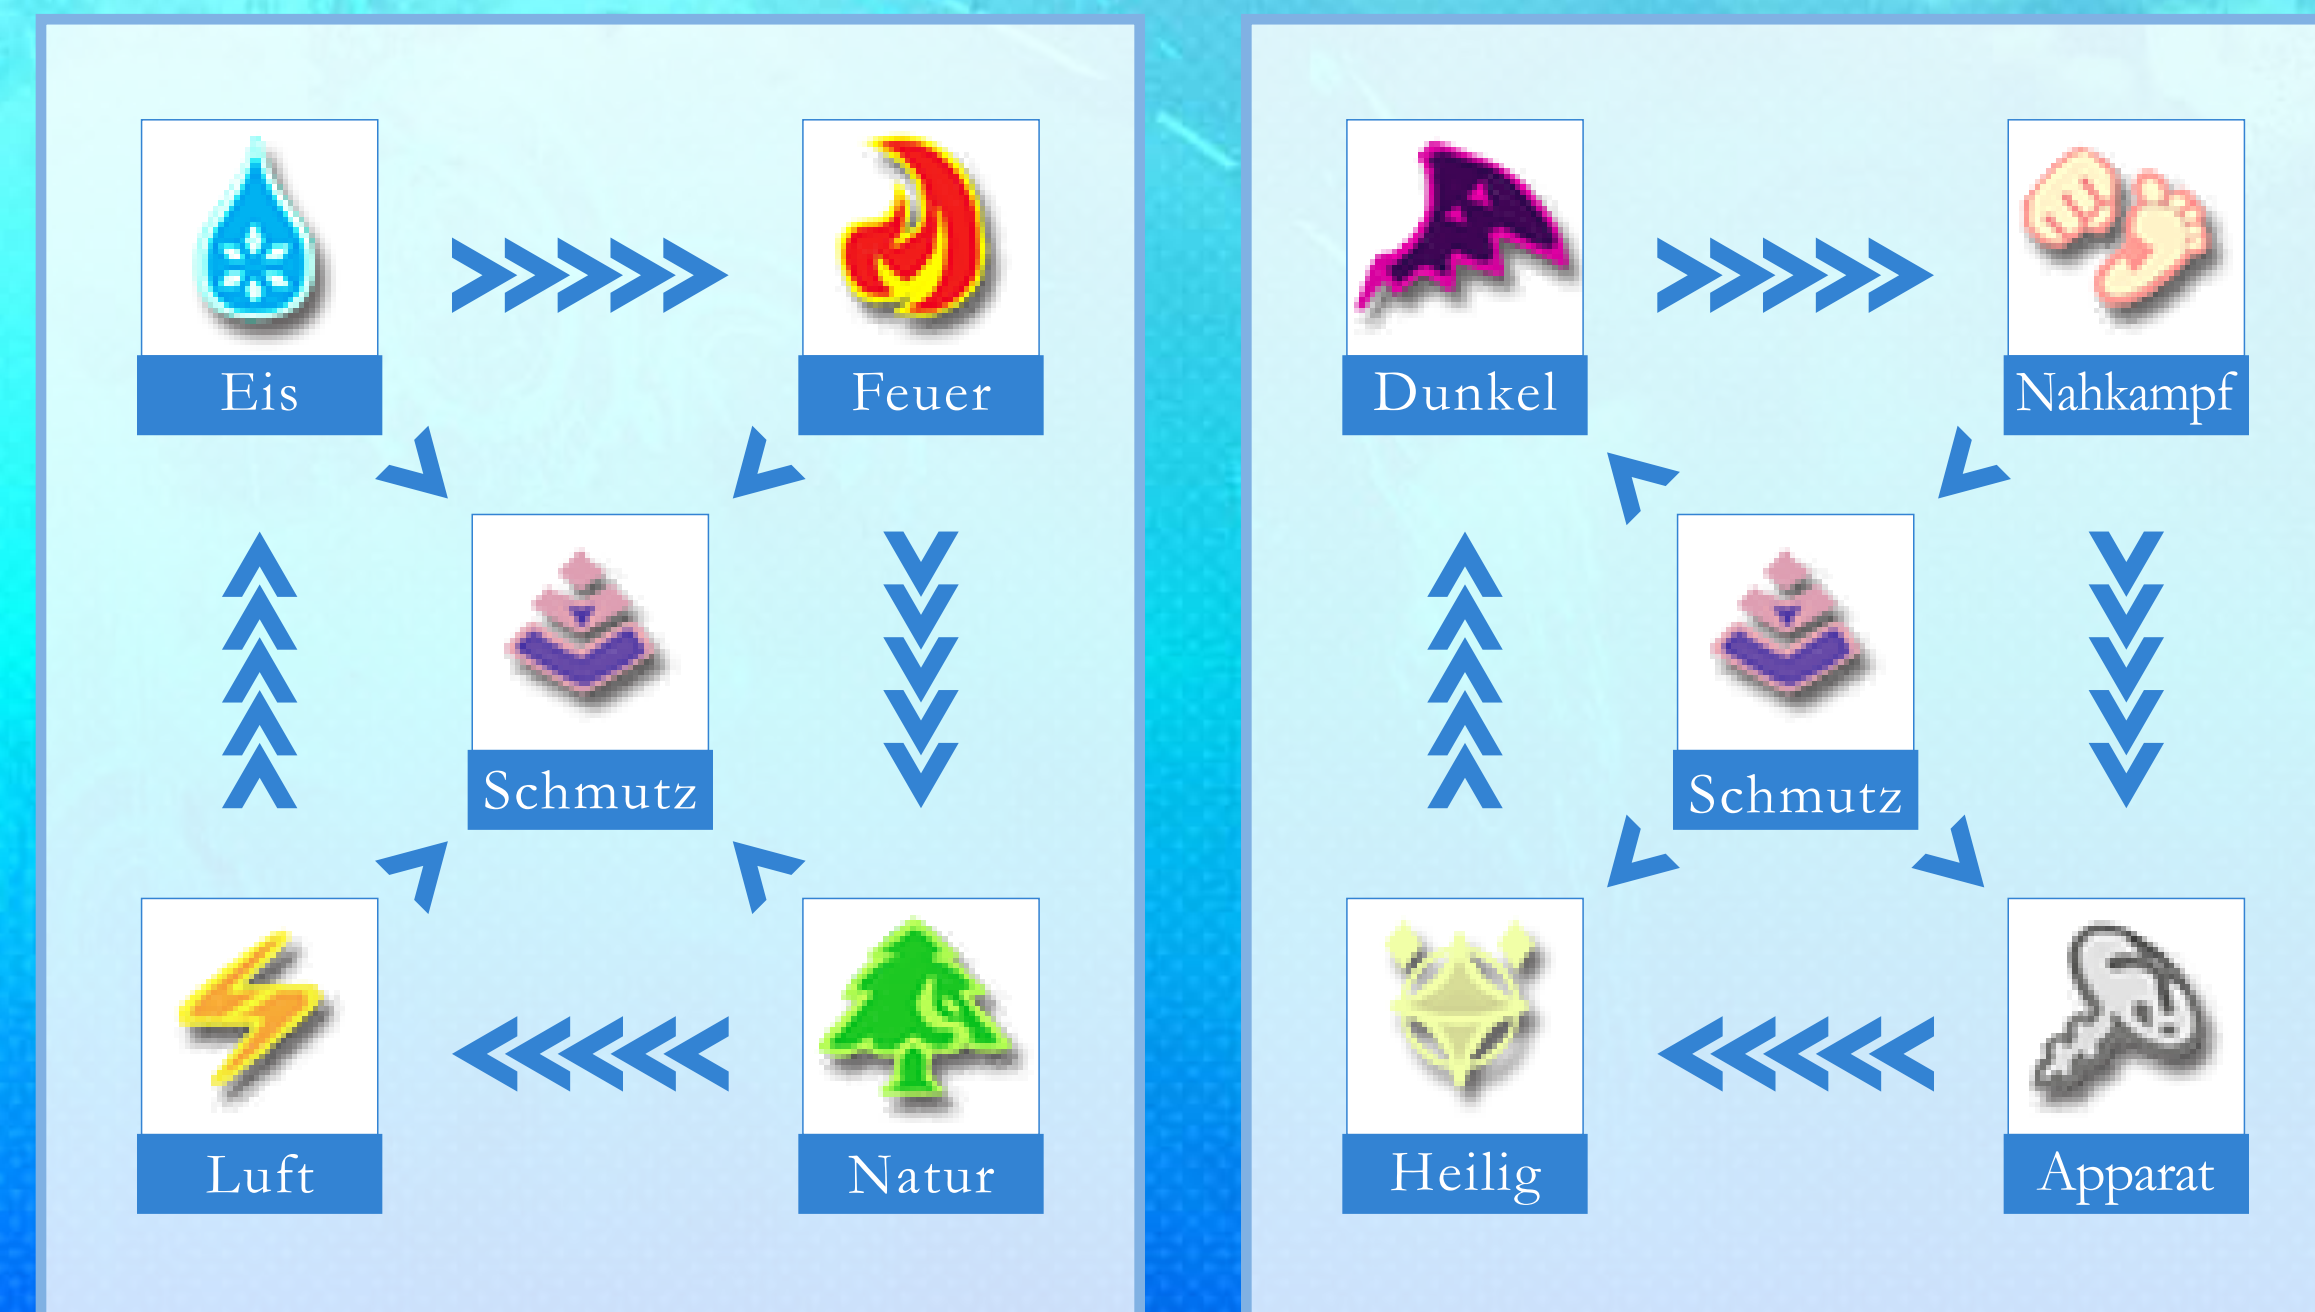 Eis
Feuer
Schmutz
Luft
Natur
Dunkel
Nahkampf
Schmutz
Heilig
Apparat